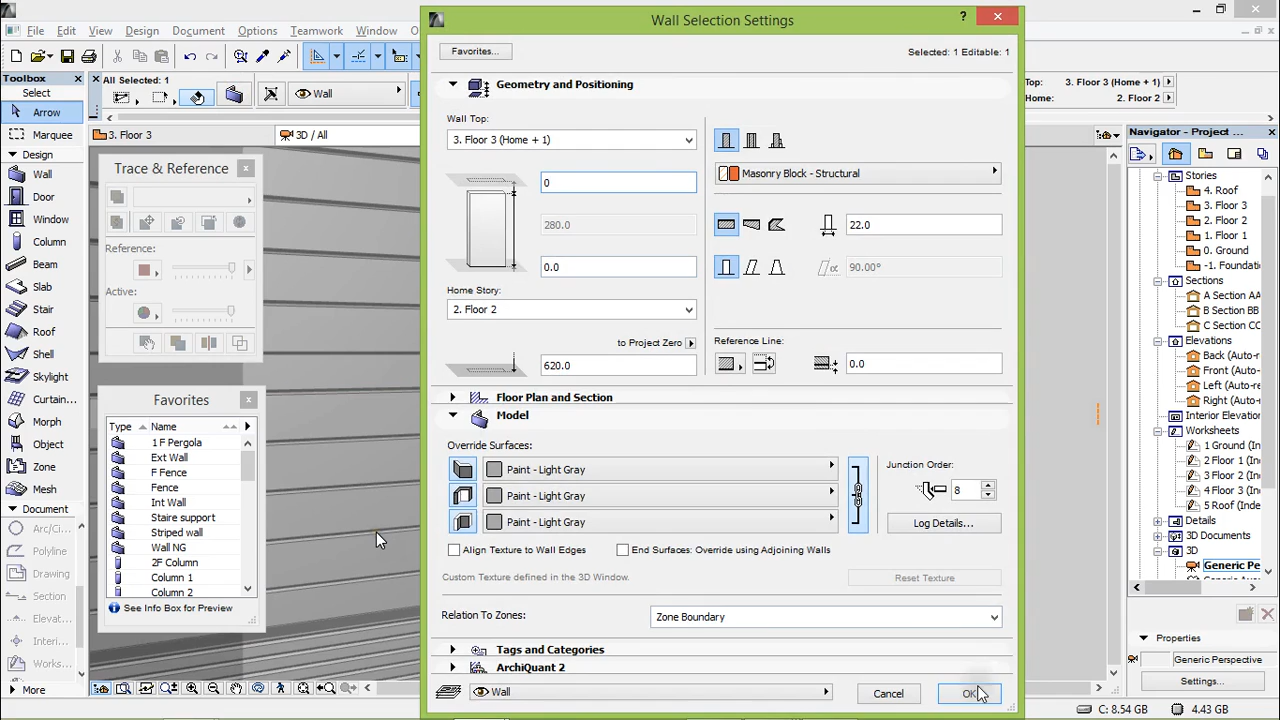 Wall Selection Settings
?
File Edit View Design Document Options Teamwork Window
Favorites...
Selected: 1 Editable: 1
Toolbox
Select
Arrow
Marquee
Design
Wall
Door
Window
Column
Beam
Slab
Stair
Roof
Shell
Skylight
Curtain...
Morph
Object
Zone
Mesh
Document
Arc/Ci...
Polyline
Drawing
Section
Elevat...
Interi...
Works...
More
All Selected: 1
Wall
3. Floor 3
3D / All
Trace & Reference
Reference:
Active:
Favorites
Type Name
1 F Pergola
Ext Wall
F Fence
Fence
Int Wall
Staire support
Striped wall
Wall NG
2F Column
Column 1
Column 2
See Info Box for Preview
Geometry and Positioning
Wall Top:
3. Floor 3 (Home + 1)
0
280.0
0.0
Home Story:
2. Floor 2
to Project Zero
620.0
Masonry Block - Structural
22.0
α
90.00°
Reference Line:
0.0
Floor Plan and Section
Model
Override Surfaces:
Paint - Light Gray
Paint - Light Gray
Paint - Light Gray
Junction Order:
8
Log Details...
Align Texture to Wall Edges
End Surfaces: Override using Adjoining Walls
Custom Texture defined in the 3D Window.
Reset Texture
Relation To Zones:
Zone Boundary
Tags and Categories
ArchiQuant 2
Wall
Cancel
OK
Top: 3. Floor 3 (Home + 1)
Home: 2. Floor 2
Navigator - Project ...
Stories
4. Roof
3. Floor 3
2. Floor 2
1. Floor 1
0. Ground
-1. Foundatio
Sections
A Section AA
B Section BB
C Section CC
Elevations
Back (Auto-r
Front (Auto-r
Left (Auto-re
Right (Auto-r
Interior Elevation
Worksheets
1 Ground (In
2 Floor 1 (Ind
3 Floor 2 (Ind
4 Floor 3 (Ind
5 Roof (Inde
Details
3D Documents
3D
Generic Pe
Properties
Generic Perspective
Settings...
C: 8.54 GB
4.43 GB